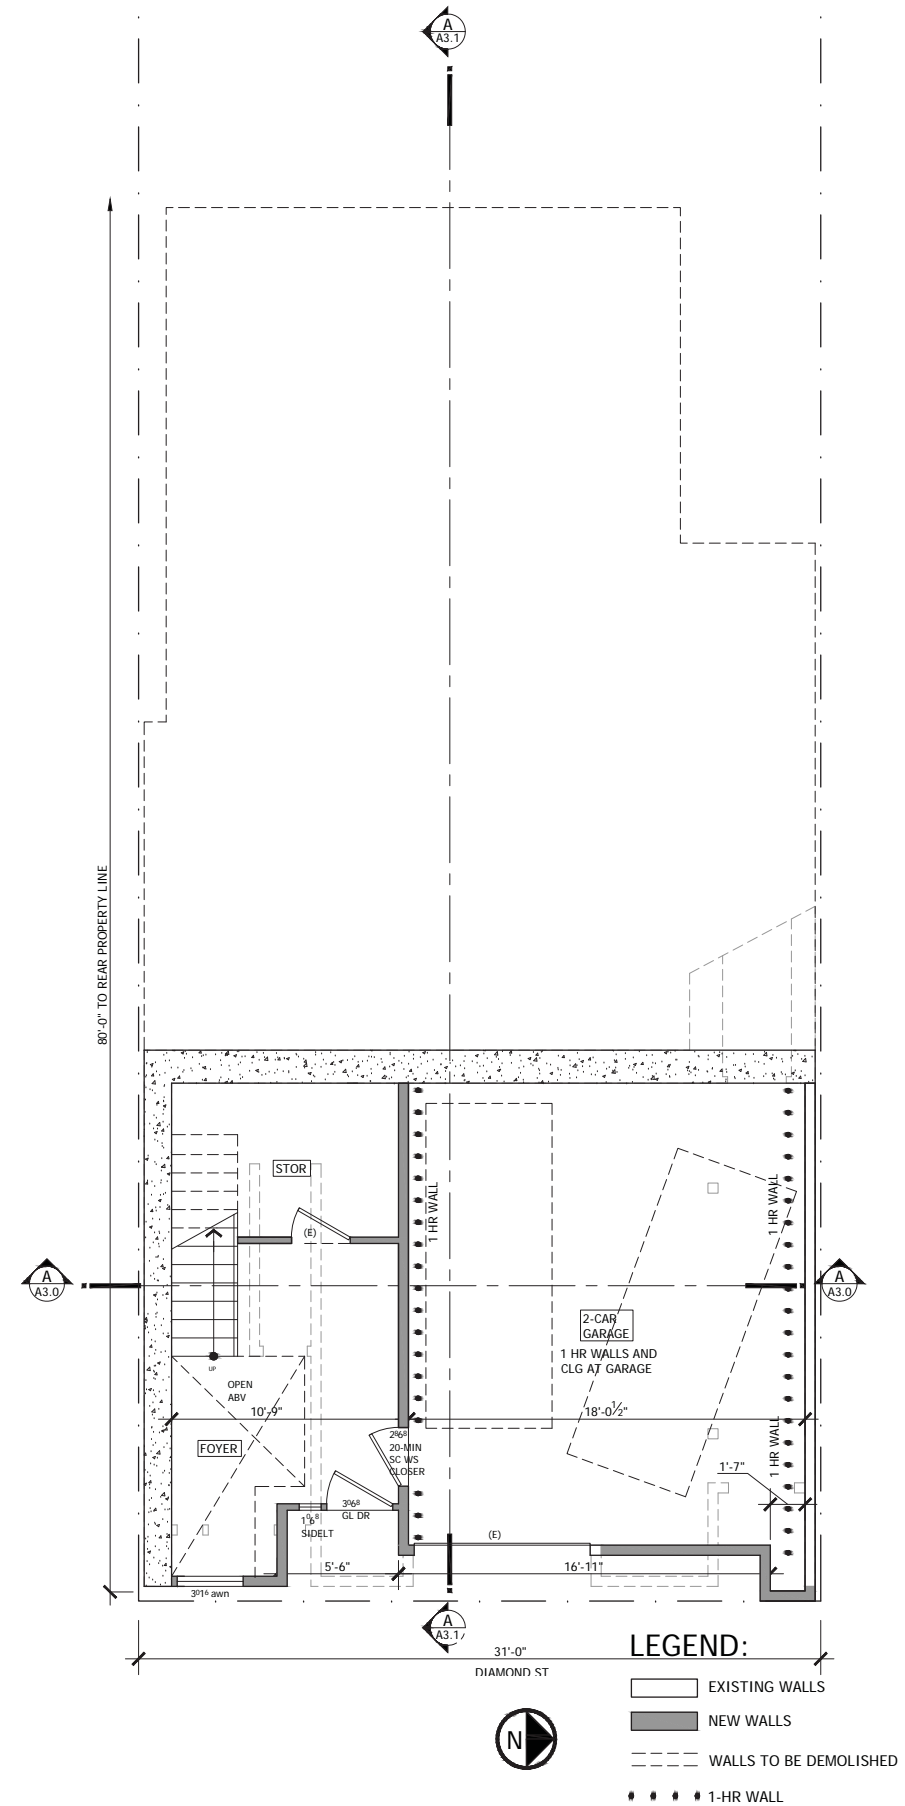 A
A3.1
80'-0" TO REAR PROPERTY LINE
STOR
(E)
1 HR WALL
1 HR WALL
A
A3.0
A
A3.0
2-CAR
GARAGE
1 HR WALLS AND
CLG AT GARAGE
UP
OPEN
ABV
10'-9"
18'-0½"
FOYER
2⁸6⁸
20-MIN
SC WS
CLOSER
1 HR WALL
1'-7"
3⁰6⁸
GL DR
1⁰6⁸
SIDELT
(E)
5'-6"
16'-11"
3⁰1⁶ awn
A
A3.1
31'-0"
DIAMOND ST
LEGEND:
EXISTING WALLS
NEW WALLS
N
WALLS TO BE DEMOLISHED
1-HR WALL